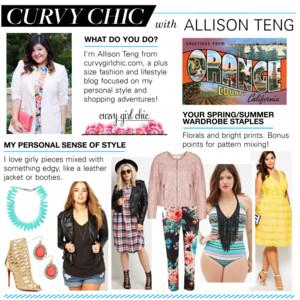 CURVY CHIC with ALLISON TENG
WHAT DO YOU DO?
I'm Allison Teng from
curvygirlchic.com, a plus
size fashion and lifestyle
blog focused on my
personal style and
shopping adventures!
curvy girl chic
GREETINGS FROM
ORANGE
COUNTY
California
YOUR SPRING/SUMMER
WARDROBE STAPLES
Florals and bright prints. Bonus
points for pattern mixing!
MY PERSONAL SENSE OF STYLE
I love girly pieces mixed with
something edgy, like a leather
jacket or booties.